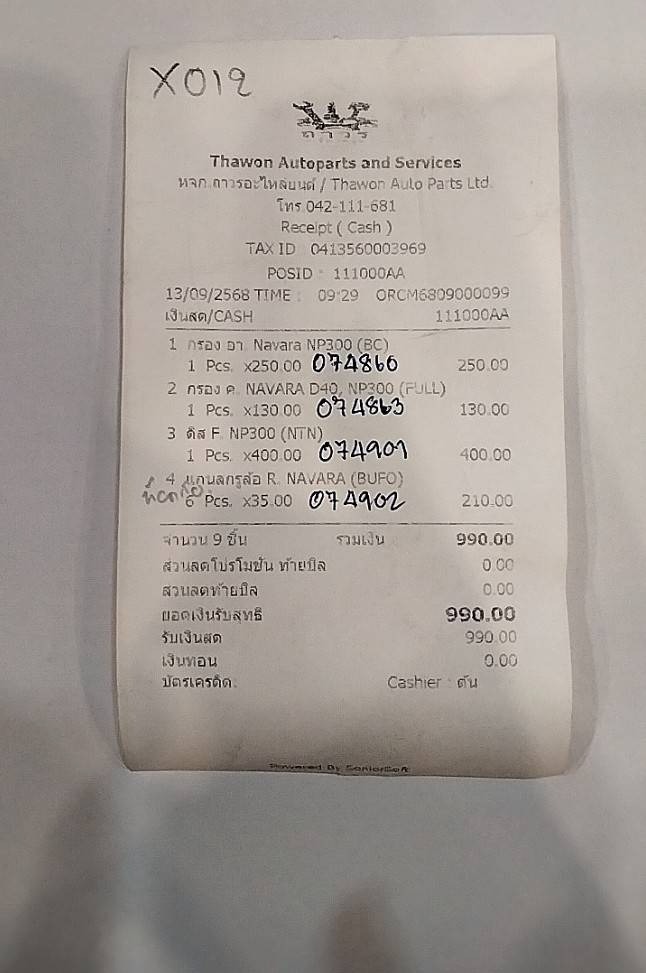 X012
ถาวร
Thawon Autoparts and Services
หจก.ถาวรอะไหล่ยนต์ / Thawon Auto Parts Ltd.
โทร.042-111-681
Receipt ( Cash )
TAX ID 0413560003969
POSID : 111000AA
13/09/2568 TIME : 09:29 ORCM6809000099
เงินสด/CASH 111000AA
1 กรอง อา. Navara NP300 (BC)
1 Pcs. x250.00 074860 250.00
2 กรอง ค. NAVARA D40, NP300 (FULL)
1 Pcs. x130.00 074863 130.00
3 ดิส F. NP300 (NTN)
1 Pcs. x400.00 074901 400.00
4 R. NAVARA (BUFO)
6 Pcs. x35.00 074902 210.00
จำนวน 9 ชิ้น รวมเงิน 990.00
ส่วนลดโปรโมชั่น ท้ายบิล 0.00
ส่วนลดท้ายบิล 0.00
ยอดเงินรับสุทธิ 990.00
รับเงินสด 990.00
เงินทอน 0.00
บัตรเครดิต: Cashier : ตั้น
Powered By SeniorSoft